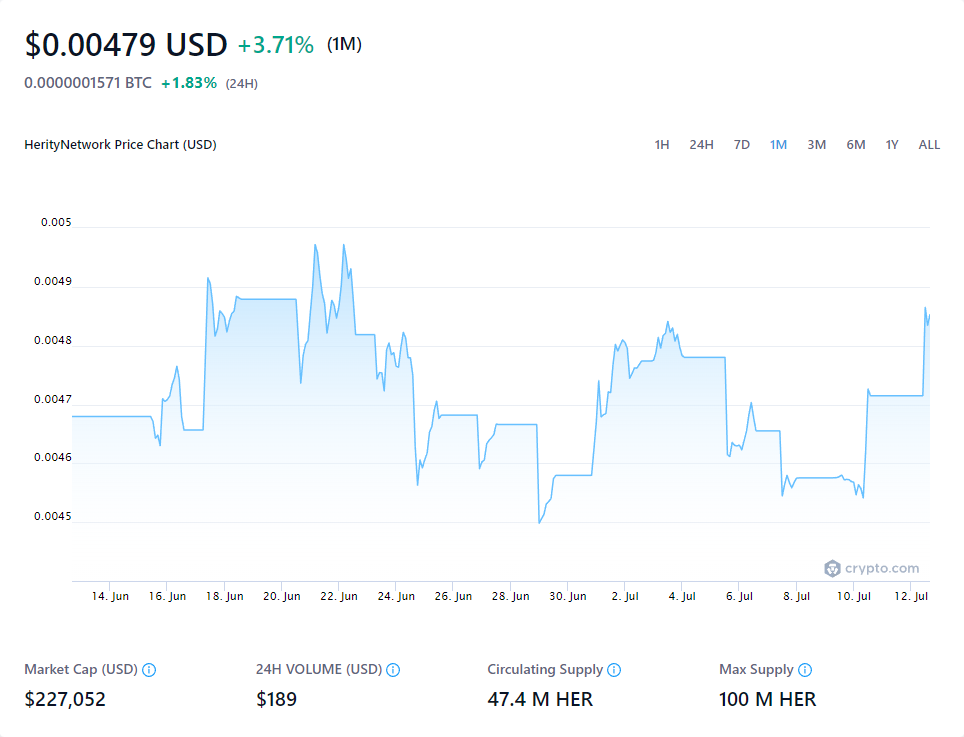 $0.00479 USD +3.71% (1M)
0.0000001571 BTC +1.83% (24H)
HerityNetwork Price Chart (USD) 1H 24H 7D 1M 3M 6M 1Y ALL
0.005
0.0049
0.0048
0.0047
0.0046
0.0045
crypto.com
14. Jun 16. Jun 18. Jun 20. Jun 22. Jun 24. Jun 26. Jun 28. Jun 30. Jun 2. Jul 4. Jul 6. Jul 8. Jul 10. Jul 12. Jul
Market Cap (USD) 24H VOLUME (USD) Circulating Supply Max Supply
$227,052 $189 47.4 M HER 100 M HER